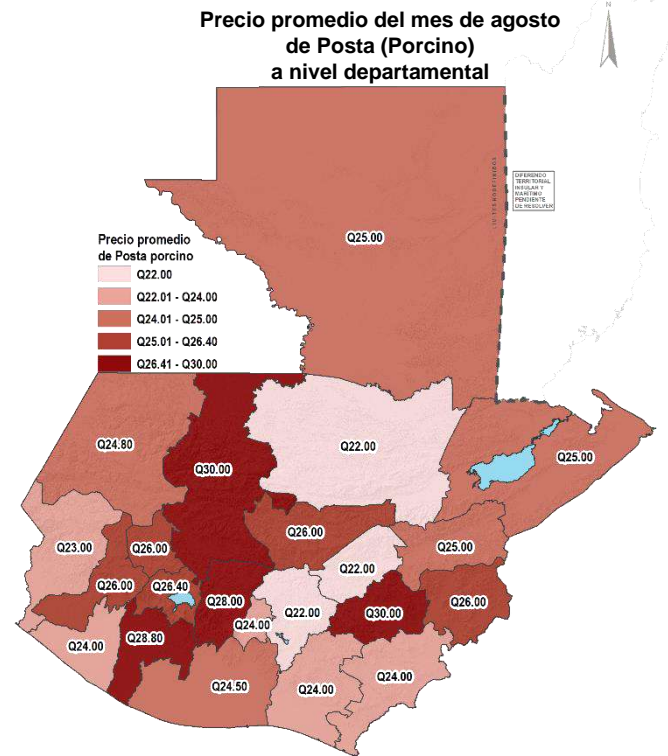 Precio promedio del mes de agosto
de Posta (Porcino)
a nivel departamental
N
DIFERENDO
TERRITORIAL
INSULAR Y
MARÍTIMO
PENDIENTE
DE RESOLVER
Q25.00
Precio promedio
de Posta porcino
Q22.00
Q22.01 - Q24.00
Q24.01 - Q25.00
Q25.01 - Q26.40
Q26.41 - Q30.00
Q24.80
Q30.00
Q22.00
Q25.00
Q23.00
Q26.00
Q26.00
Q25.00
Q22.00
Q26.00
Q26.40
Q28.00
Q22.00
Q30.00
Q26.00
Q24.00
Q24.00
Q28.80
Q24.50
Q24.00
Q24.00